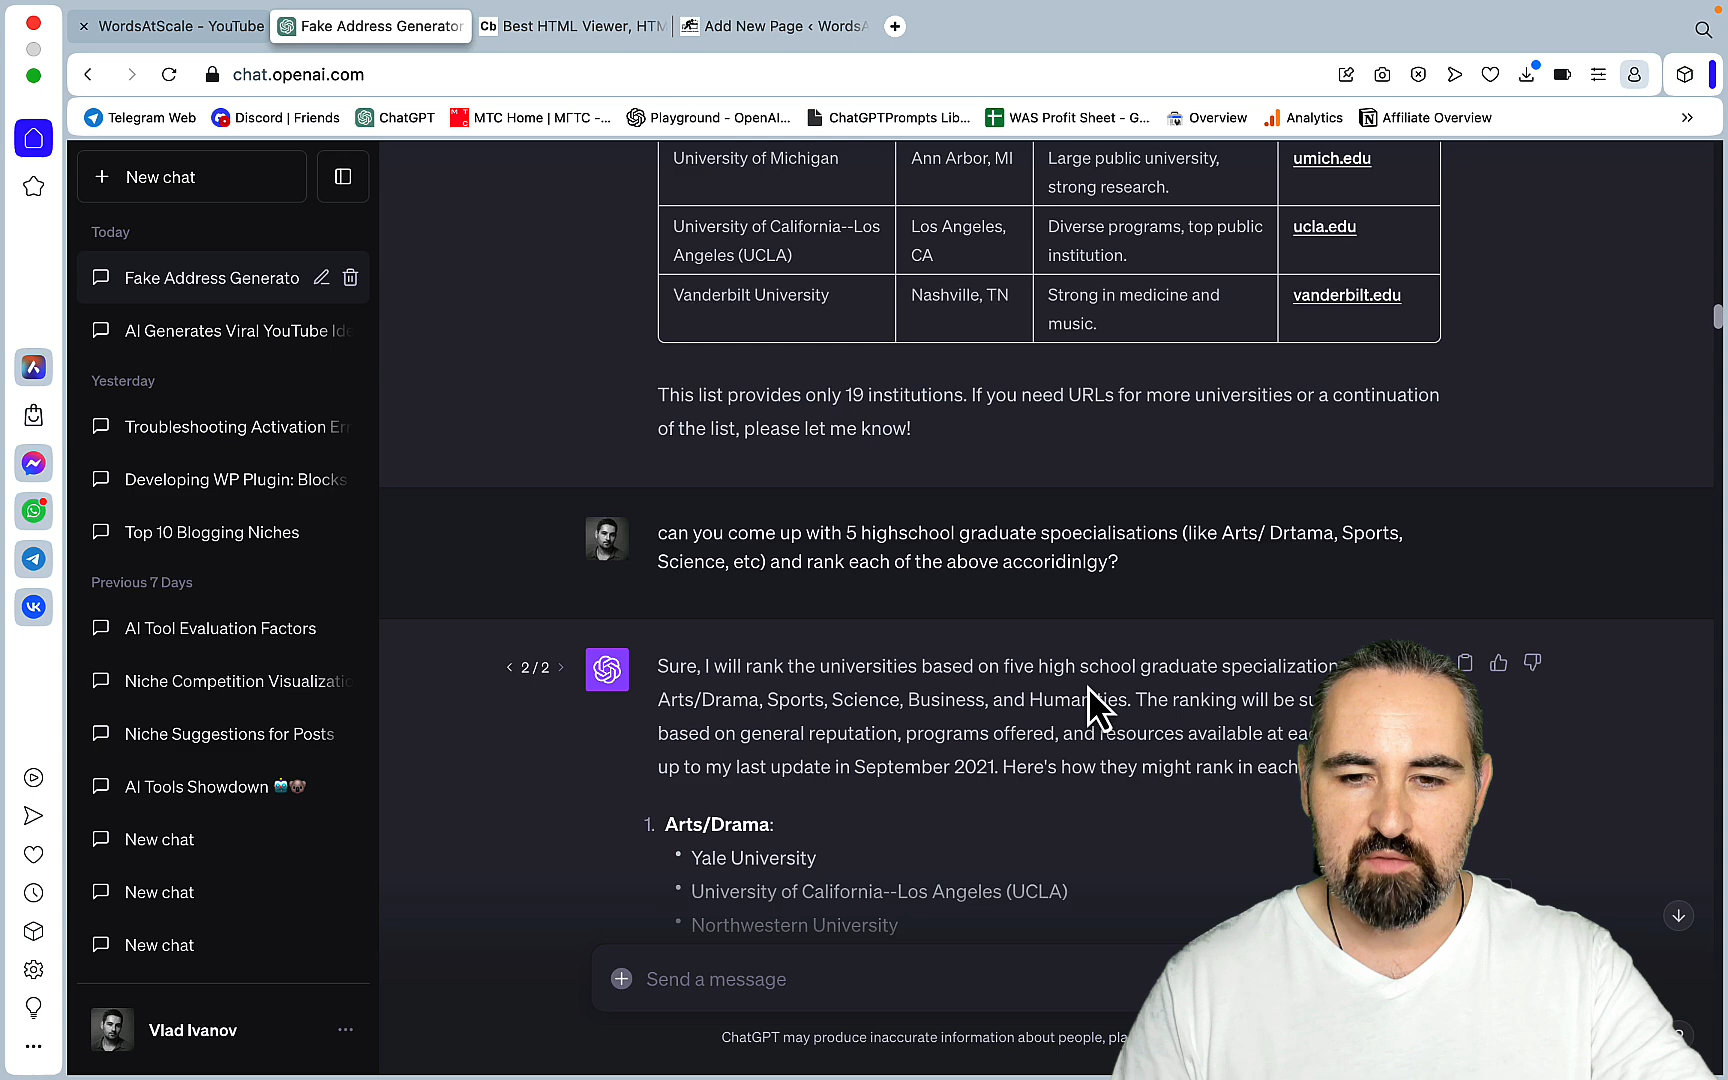 WordsAtScale - YouTube
Fake Address Generator
Cb Best HTML Viewer, HTM
Add New Page ‹ WordsA
chat.openai.com
Telegram Web
Discord | Friends
ChatGPT
МТС Home | МГТС -...
Playground - OpenAI...
ChatGPTPrompts Lib...
WAS Profit Sheet - G...
Overview
Analytics
Affiliate Overview
New chat
Today
Fake Address Generato
AI Generates Viral YouTube Ide
Yesterday
Troubleshooting Activation Err
Developing WP Plugin: Blocks
Top 10 Blogging Niches
Previous 7 Days
AI Tool Evaluation Factors
Niche Competition Visualizatio
Niche Suggestions for Posts
AI Tools Showdown 🤖🐶
New chat
New chat
New chat
Vlad Ivanov
University of Michigan
Ann Arbor, MI
Large public university,
strong research.
umich.edu
University of California--Los
Angeles (UCLA)
Los Angeles,
CA
Diverse programs, top public
institution.
ucla.edu
Vanderbilt University
Nashville, TN
Strong in medicine and
music.
vanderbilt.edu
This list provides only 19 institutions. If you need URLs for more universities or a continuation
of the list, please let me know!
can you come up with 5 highschool graduate spoecialisations (like Arts/ Drtama, Sports,
Science, etc) and rank each of the above accoridinlgy?
2 / 2
Sure, I will rank the universities based on five high school graduate specialization
Arts/Drama, Sports, Science, Business, and Humanities. The ranking will be su
based on general reputation, programs offered, and resources available at ea
up to my last update in September 2021. Here's how they might rank in each
1. Arts/Drama:
• Yale University
• University of California--Los Angeles (UCLA)
• Northwestern University
Send a message
ChatGPT may produce inaccurate information about people, pla